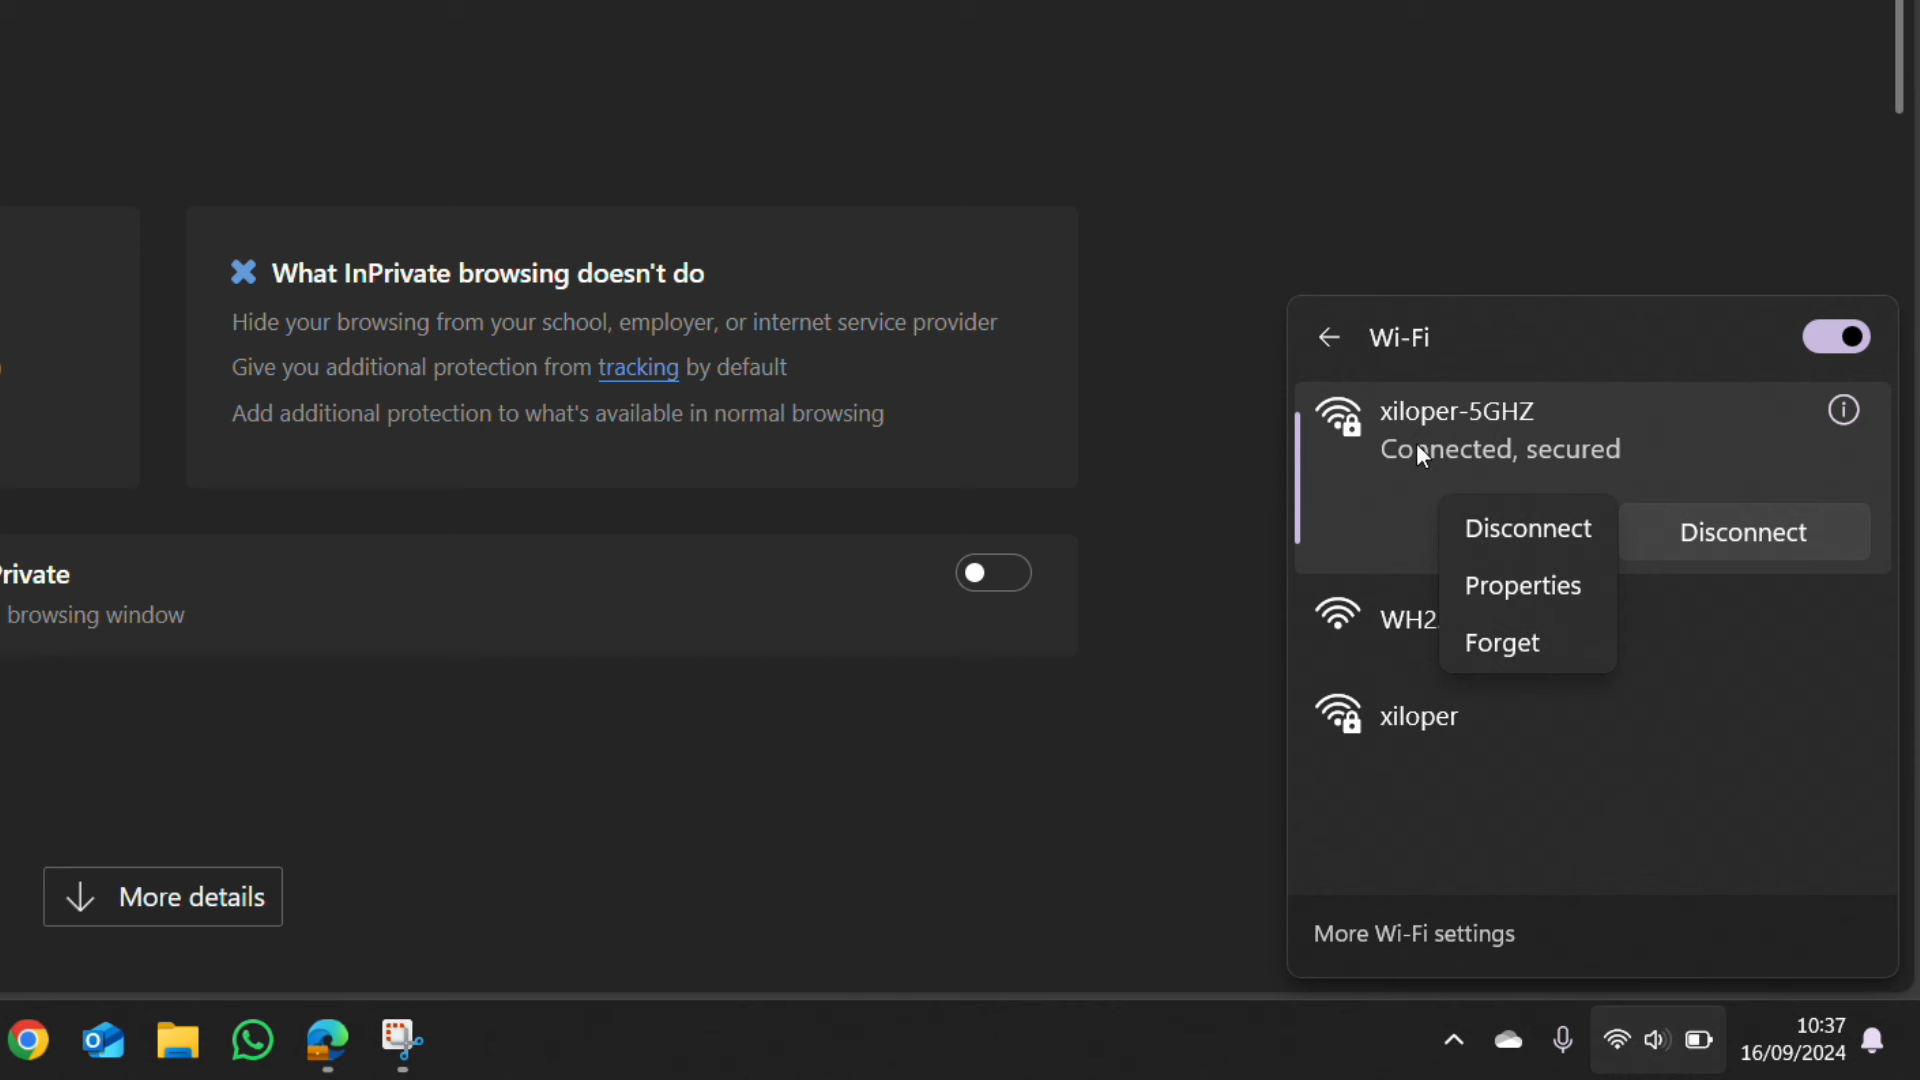 What InPrivate browsing doesn't do
Hide your browsing from your school, employer, or internet service provider
Give you additional protection from tracking by default
Add additional protection to what's available in normal browsing
Private
browsing window
More details
Wi-Fi
xiloper-5GHZ
Connected, secured
Disconnect
Disconnect
Properties
Forget
WH2
xiloper
More Wi-Fi settings
10:37
16/09/2024